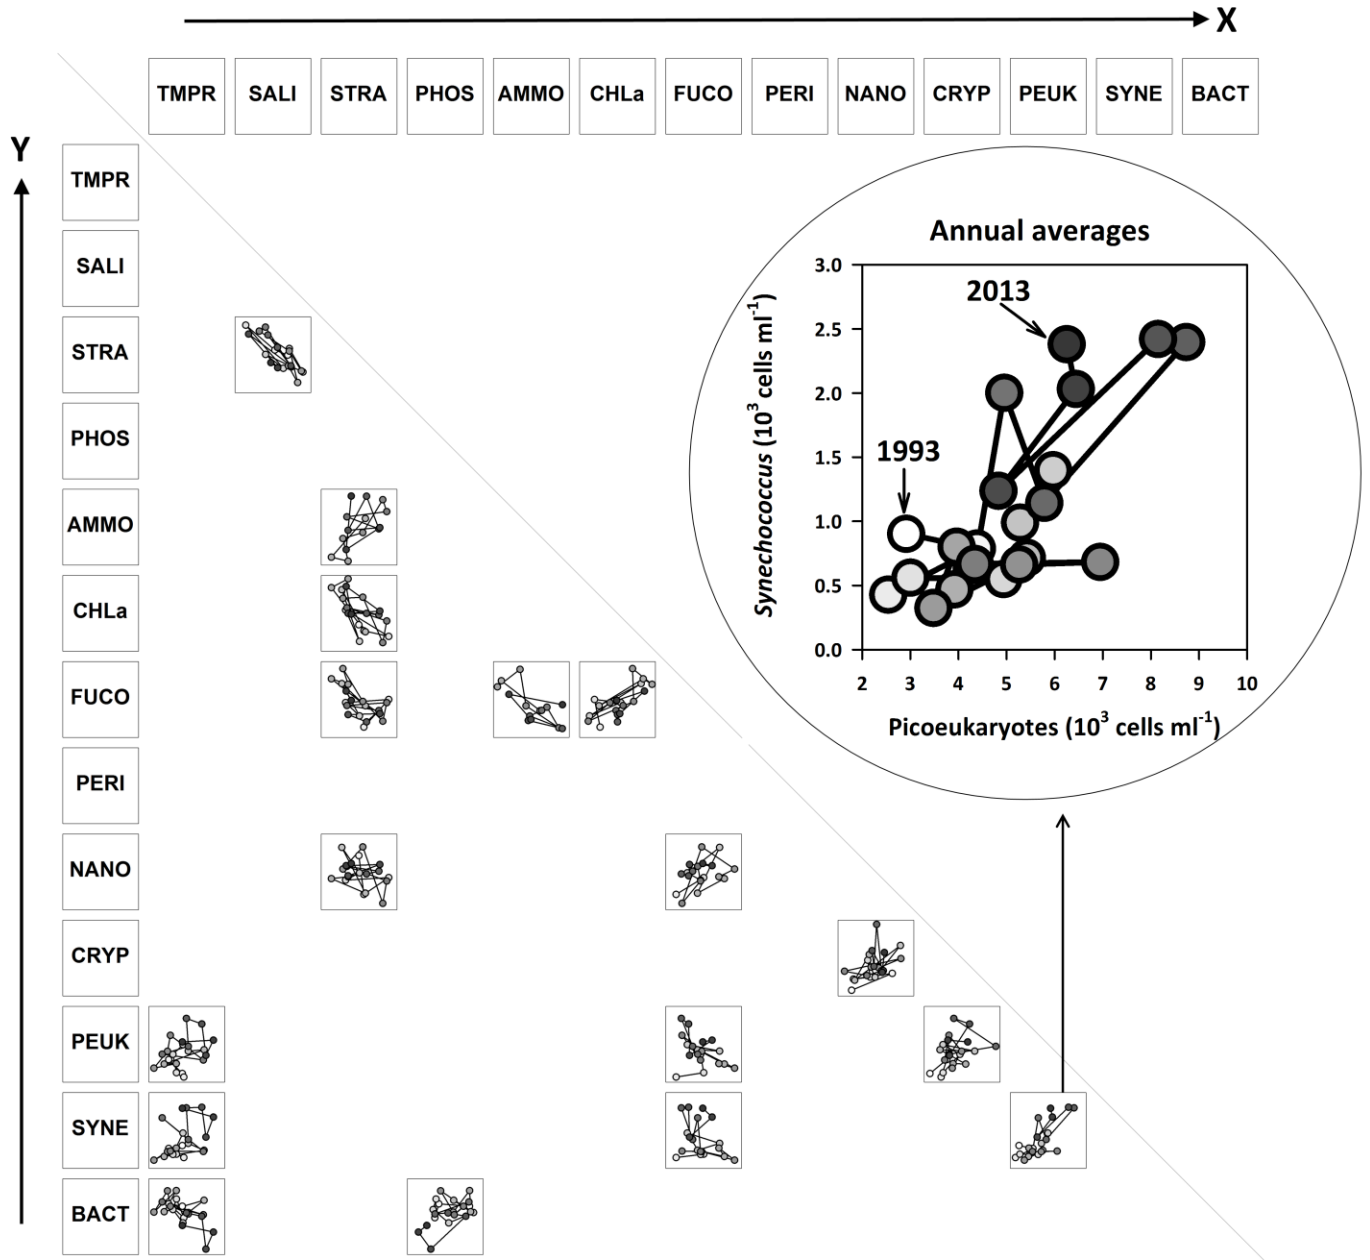 X
TMPR SALI STRA PHOS AMMO CHLa FUCO PERI NANO CRYP PEUK SYNE BACT
Y
TMPR
SALI
STRA
PHOS
AMMO
CHLa
FUCO
PERI
NANO
CRYP
PEUK
SYNE
BACT
Annual averages
3.0
2.5
2.0
1.5
1.0
0.5
0.0
Synechococcus (10³ cells ml⁻¹)
2013
1993
2 3 4 5 6 7 8 9 10
Picoeukaryotes (10³ cells ml⁻¹)